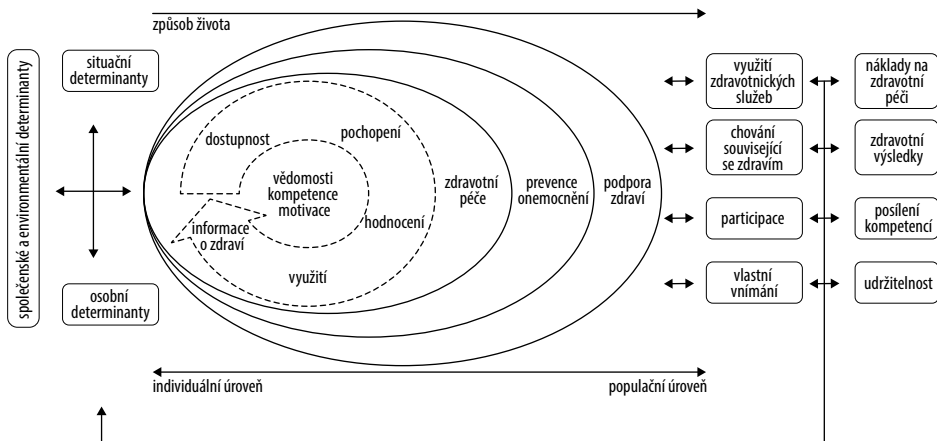 způsob života
společenské a environmentální determinanty
situační
determinanty
osobní
determinanty
dostupnost
pochopení
vědomosti
kompetence
motivace
informace
o zdraví
hodnocení
využití
zdravotní
péče
prevence
onemocnění
podpora
zdraví
využití
zdravotnických
služeb
chování
související
se zdravím
participace
vlastní
vnímání
náklady na
zdravotní
péči
zdravotní
výsledky
posílení
kompetencí
udržitelnost
individuální úroveň
populační úroveň